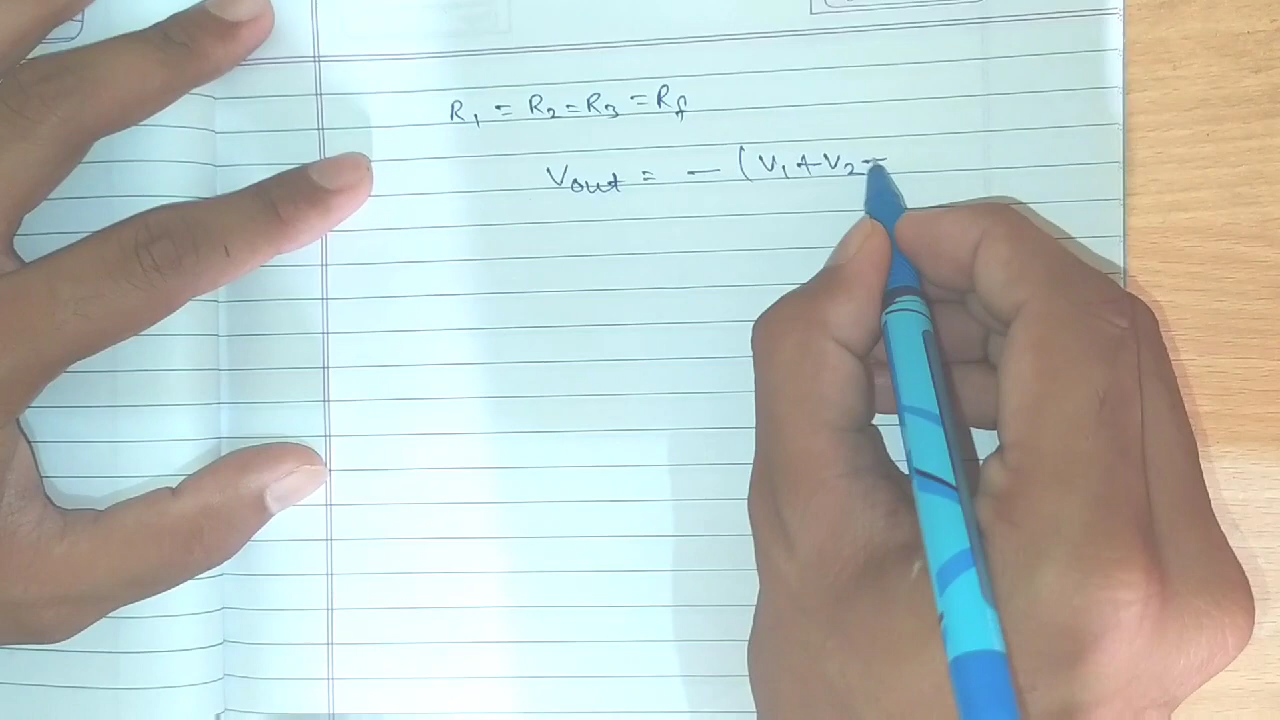 R₁ = R₂ = R₃ = Rf
Vout = - (V₁ + V₂